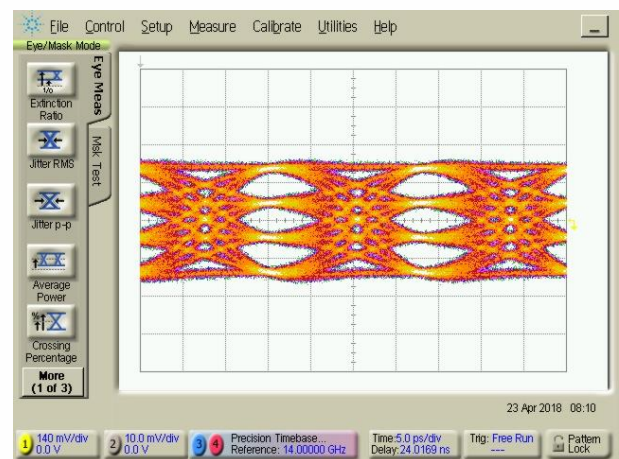 File Control Setup Measure Calibrate Utilities Help
Eye/Mask Mode
Eye Meas
Msk Test
Extinction
Ratio
Jitter RMS
Jitter p-p
Average
Power
Crossing
Percentage
More
(1 of 3)
23 Apr 2018 08:10
1 140 mV/div
0.0 V
2 10.0 mV/div
0.0 V
3 4 Precision Timebase...
Reference: 14.00000 GHz
Time:5.0 ps/div
Delay:24.0169 ns
Trig: Free Run
---
Pattern
Lock